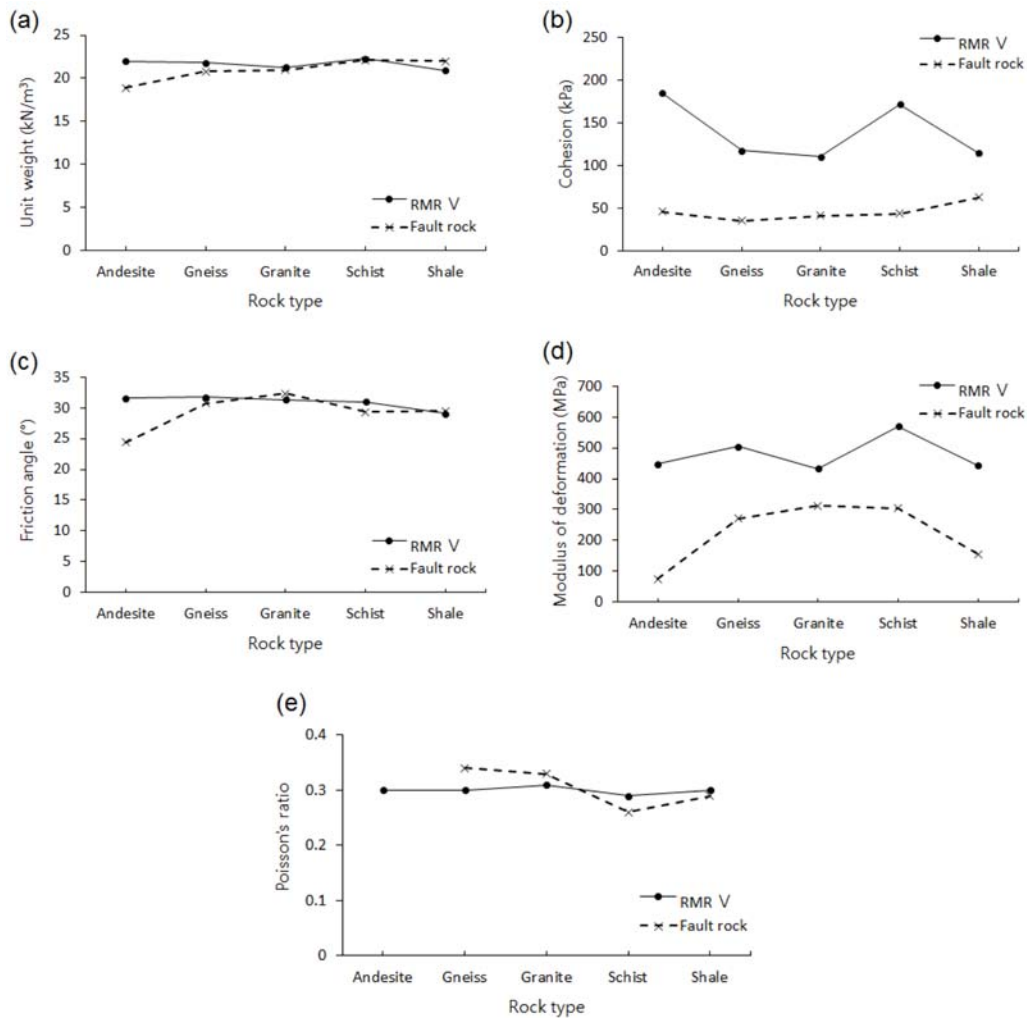 (a)
Unit weight (kN/m³)
25
20
15
10
5
0
RMR Ⅴ
Fault rock
Andesite Gneiss Granite Schist Shale
Rock type
(b)
Cohesion (kPa)
250
200
150
100
50
0
RMR Ⅴ
Fault rock
Andesite Gneiss Granite Schist Shale
Rock type
(c)
Friction angle (°)
35
30
25
20
15
10
5
0
RMR Ⅴ
Fault rock
Andesite Gneiss Granite Schist Shale
Rock type
(d)
Modulus of deformation (MPa)
700
600
500
400
300
200
100
0
RMR Ⅴ
Fault rock
Andesite Gneiss Granite Schist Shale
Rock type
(e)
Poisson's ratio
0.4
0.3
0.2
0.1
0
RMR Ⅴ
Fault rock
Andesite Gneiss Granite Schist Shale
Rock type